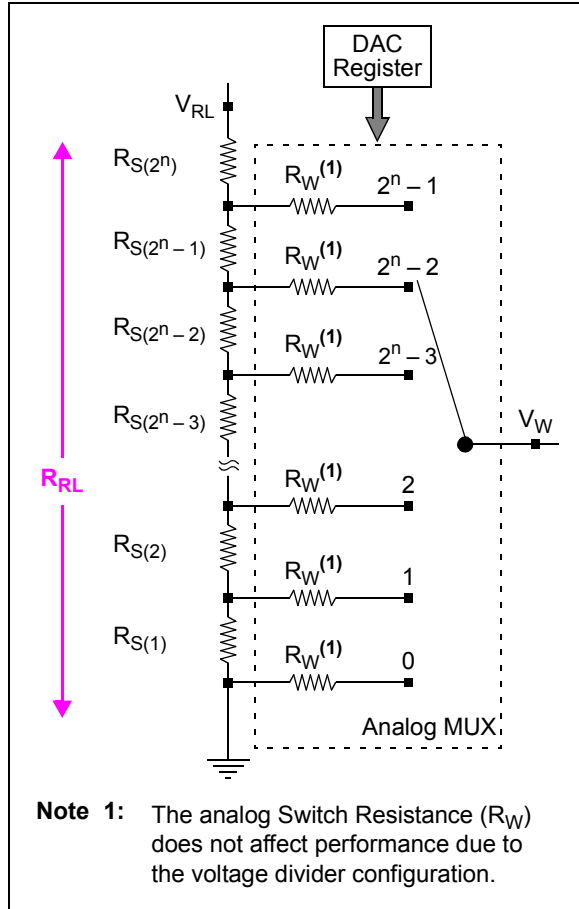 DAC
Register
V_RL
R_S(2^n)
R_W^(1)
2^n – 1
R_S(2^n – 1)
R_W^(1)
2^n – 2
R_S(2^n – 2)
R_W^(1)
2^n – 3
R_S(2^n – 3)
V_W
R_RL
R_W^(1)
2
R_S(2)
R_W^(1)
1
R_S(1)
R_W^(1)
0
Analog MUX
Note 1: The analog Switch Resistance (R_W)
does not affect performance due to
the voltage divider configuration.